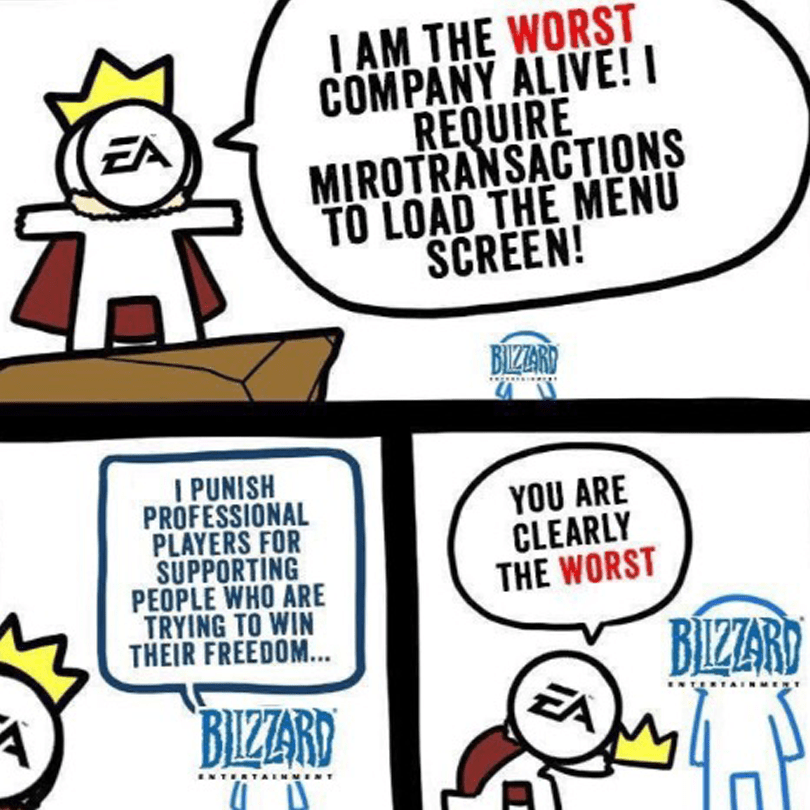 I AM THE WORST
COMPANY ALIVE! I
REQUIRE
MIROTRANSACTIONS
TO LOAD THE MENU
SCREEN!
EA
BLIZZARD
ENTERTAINMENT
I PUNISH
PROFESSIONAL
PLAYERS FOR
SUPPORTING
PEOPLE WHO ARE
TRYING TO WIN
THEIR FREEDOM...
A
BLIZZARD
ENTERTAINMENT
YOU ARE
CLEARLY
THE WORST
BLIZZARD
ENTERTAINMENT
EA